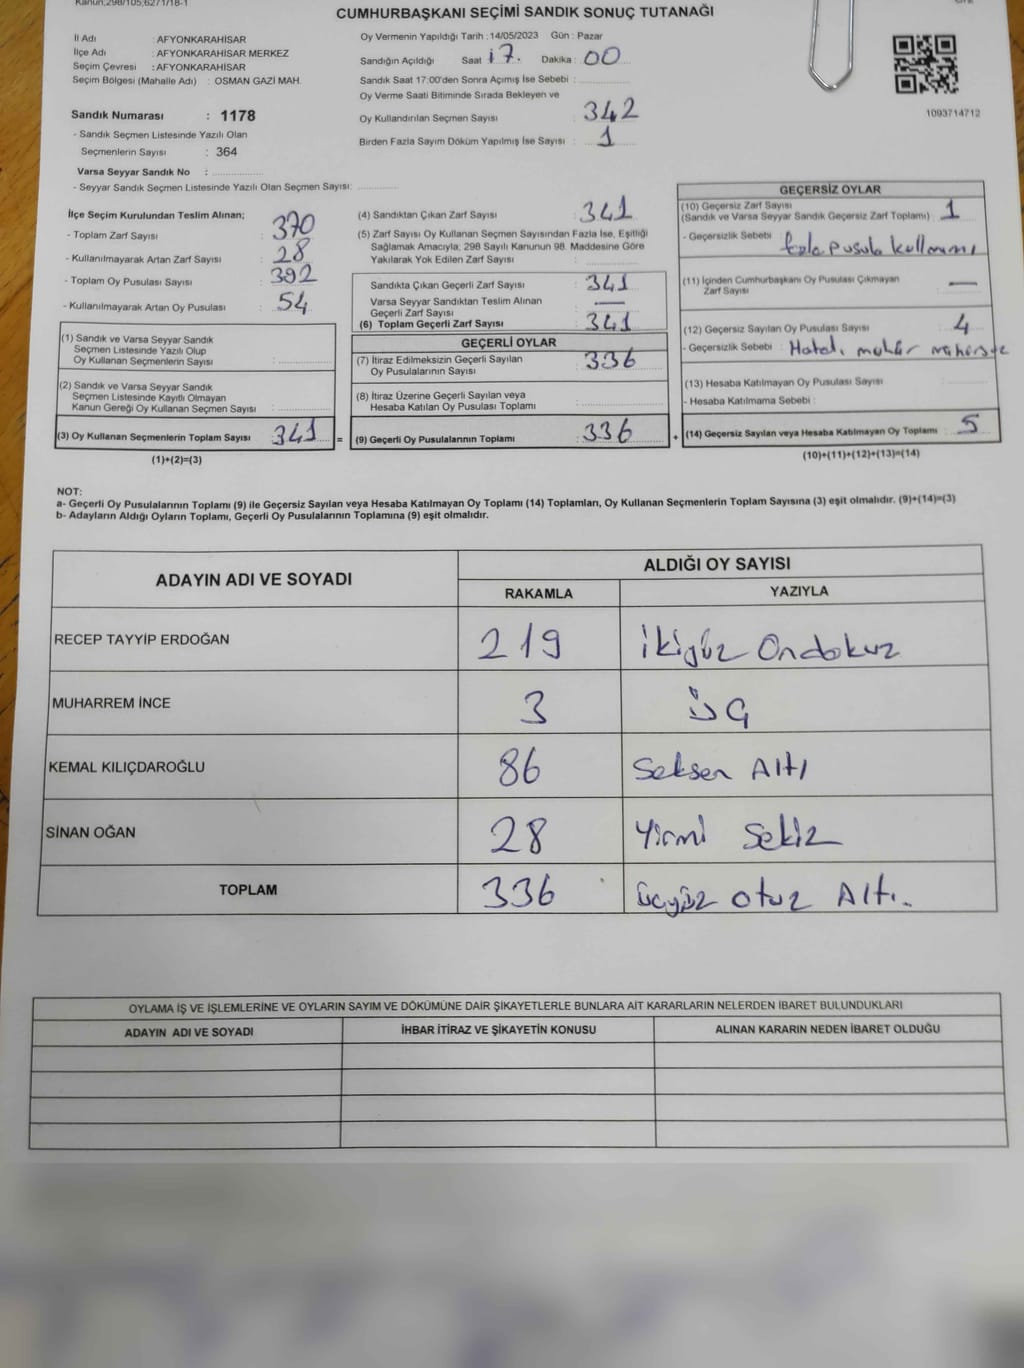 Kanun;298/105;6271/18-1
CUMHURBAŞKANI SEÇİMİ SANDIK SONUÇ TUTANAĞI
İl Adı : AFYONKARAHİSAR
İlçe Adı : AFYONKARAHİSAR MERKEZ
Seçim Çevresi : AFYONKARAHİSAR
Seçim Bölgesi (Mahalle Adı) : OSMAN GAZİ MAH.
Sandık Numarası : 1178
- Sandık Seçmen Listesinde Yazılı Olan
Seçmenlerin Sayısı : 364
Varsa Seyyar Sandık No :
- Seyyar Sandık Seçmen Listesinde Yazılı Olan Seçmen Sayısı:
Oy Vermenin Yapıldığı Tarih : 14/05/2023 Gün : Pazar
Sandığın Açıldığı Saat : 17. Dakika : 00
Sandık Saat 17:00'den Sonra Açımış İse Sebebi :
Oy Verme Saati Bitiminde Sırada Bekleyen ve
Oy Kullandırılan Seçmen Sayısı : 342
Birden Fazla Sayım Döküm Yapılmış İse Sayısı : 1
1093714712
İlçe Seçim Kurulundan Teslim Alınan;
- Toplam Zarf Sayısı : 370
- Kullanılmayarak Artan Zarf Sayısı : 28
- Toplam Oy Pusulası Sayısı : 392
- Kullanılmayarak Artan Oy Pusulası : 54
(1) Sandık ve Varsa Seyyar Sandık
Seçmen Listesinde Yazılı Olup
Oy Kullanan Seçmenlerin Sayısı :
(2) Sandık ve Varsa Seyyar Sandık
Seçmen Listesinde Kayıtlı Olmayan
Kanun Gereği Oy Kullanan Seçmen Sayısı :
(3) Oy Kullanan Seçmenlerin Toplam Sayısı : 341 =
(1)+(2)=(3)
(4) Sandıktan Çıkan Zarf Sayısı : 341
(5) Zarf Sayısı Oy Kullanan Seçmen Sayısından Fazla İse, Eşitliği
Sağlamak Amacıyla; 298 Sayılı Kanunun 98. Maddesine Göre
Yakılarak Yok Edilen Zarf Sayısı :
Sandıkta Çıkan Geçerli Zarf Sayısı : 341
Varsa Seyyar Sandıktan Teslim Alınan
Geçerli Zarf Sayısı : —
(6) Toplam Geçerli Zarf Sayısı : 341
GEÇERLİ OYLAR
(7) İtiraz Edilmeksizin Geçerli Sayılan
Oy Pusulalarının Sayısı : 336
(8) İtiraz Üzerine Geçerli Sayılan veya
Hesaba Katılan Oy Pusulası Toplamı :
(9) Geçerli Oy Pusulalarının Toplamı : 336 +
GEÇERSİZ OYLAR
(10) Geçersiz Zarf Sayısı
(Sandık ve Varsa Seyyar Sandık Geçersiz Zarf Toplamı) : 1
- Geçersizlik Sebebi : fazla pusula kullanımı
(11) İçinden Cumhurbaşkanı Oy Pusulası Çıkmayan
Zarf Sayısı : —
(12) Geçersiz Sayılan Oy Pusulası Sayısı : 4
- Geçersizlik Sebebi : Hatalı mühür
(13) Hesaba Katılmayan Oy Pusulası Sayısı :
- Hesaba Katılmama Sebebi :
(14) Geçersiz Sayılan veya Hesaba Katılmayan Oy Toplamı : 5
(10)+(11)+(12)+(13)=(14)
NOT:
a- Geçerli Oy Pusulalarının Toplamı (9) ile Geçersiz Sayılan veya Hesaba Katılmayan Oy Toplamı (14) Toplamları, Oy Kullanan Seçmenlerin Toplam Sayısına (3) eşit olmalıdır. (9)+(14)=(3)
b- Adayların Aldığı Oyların Toplamı, Geçerli Oy Pusulalarının Toplamına (9) eşit olmalıdır.
ADAYIN ADI VE SOYADI ALDIĞI OY SAYISI
RAKAMLA YAZIYLA
RECEP TAYYİP ERDOĞAN 219 İkiyüz Ondokuz
MUHARREM İNCE 3 üç
KEMAL KILIÇDAROĞLU 86 Seksen Altı
SİNAN OĞAN 28 Yirmi Sekiz
TOPLAM 336 üçyüz otuz Altı.
OYLAMA İŞ VE İŞLEMLERİNE VE OYLARIN SAYIM VE DÖKÜMÜNE DAİR ŞİKAYETLERLE BUNLARA AİT KARARLARIN NELERDEN İBARET BULUNDUKLARI
ADAYIN ADI VE SOYADI İHBAR İTİRAZ VE ŞİKAYETİN KONUSU ALINAN KARARIN NEDEN İBARET OLDUĞU